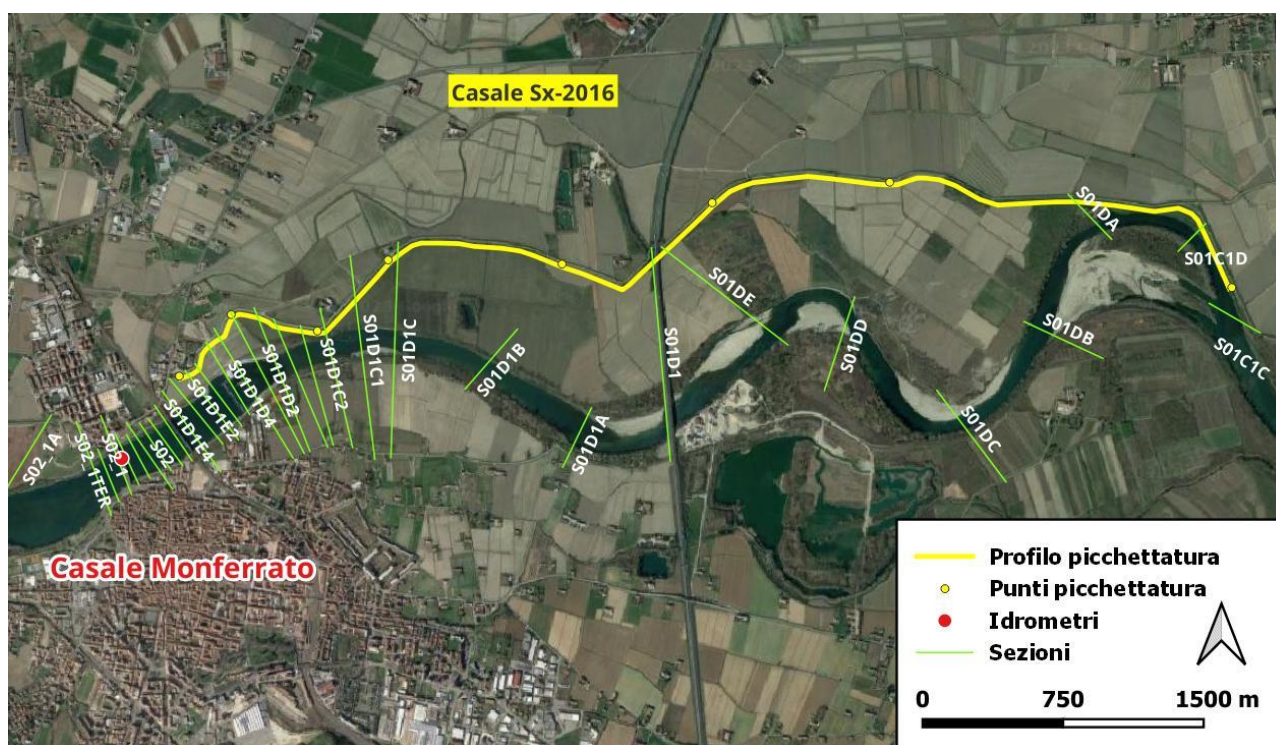 Casale Sx-2016
S01DA
S01C1D
S01DE
S01D1C1
S01D1C
S01D1B
S01D1
S01DD
S01DB
S01C1C
S01D1C2
S01D1D2
S01D1D4
S01D1E2
S01D1E4
S01D1A
S01DC
S02_1A
S02_1TER
S02
Casale Monferrato
Profilo picchettatura
Punti picchettatura
Idrometri
Sezioni
0 750 1500 m